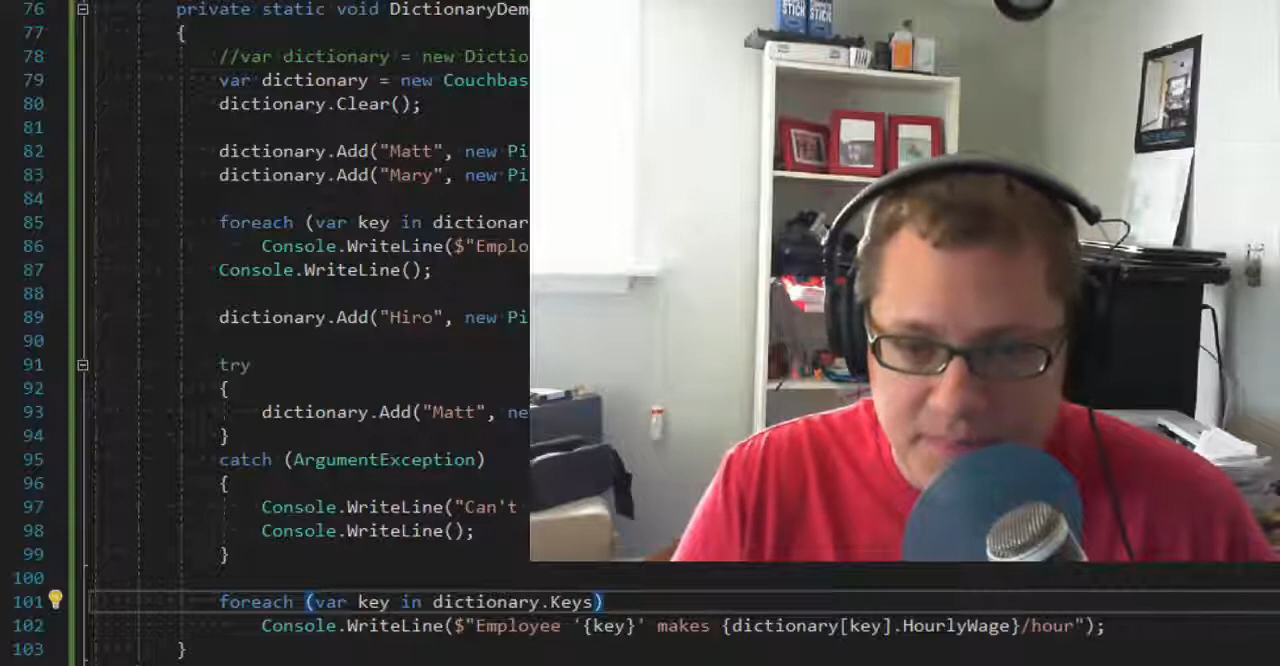 76 private static void DictionaryDem
77 {
78 //var dictionary = new Dictio
79 var dictionary = new Couchbas
80 dictionary.Clear();
81
82 dictionary.Add("Matt", new Pi
83 dictionary.Add("Mary", new Pi
84
85 foreach (var key in dictionar
86 Console.WriteLine($"Emplo
87 Console.WriteLine();
88
89 dictionary.Add("Hiro", new Pi
90
91 try
92 {
93 dictionary.Add("Matt", ne
94 }
95 catch (ArgumentException)
96 {
97 Console.WriteLine("Can't
98 Console.WriteLine();
99 }
100
101 foreach (var key in dictionary.Keys)
102 Console.WriteLine($"Employee '{key}' makes {dictionary[key].HourlyWage}/hour");
103 }
STICK
STICK